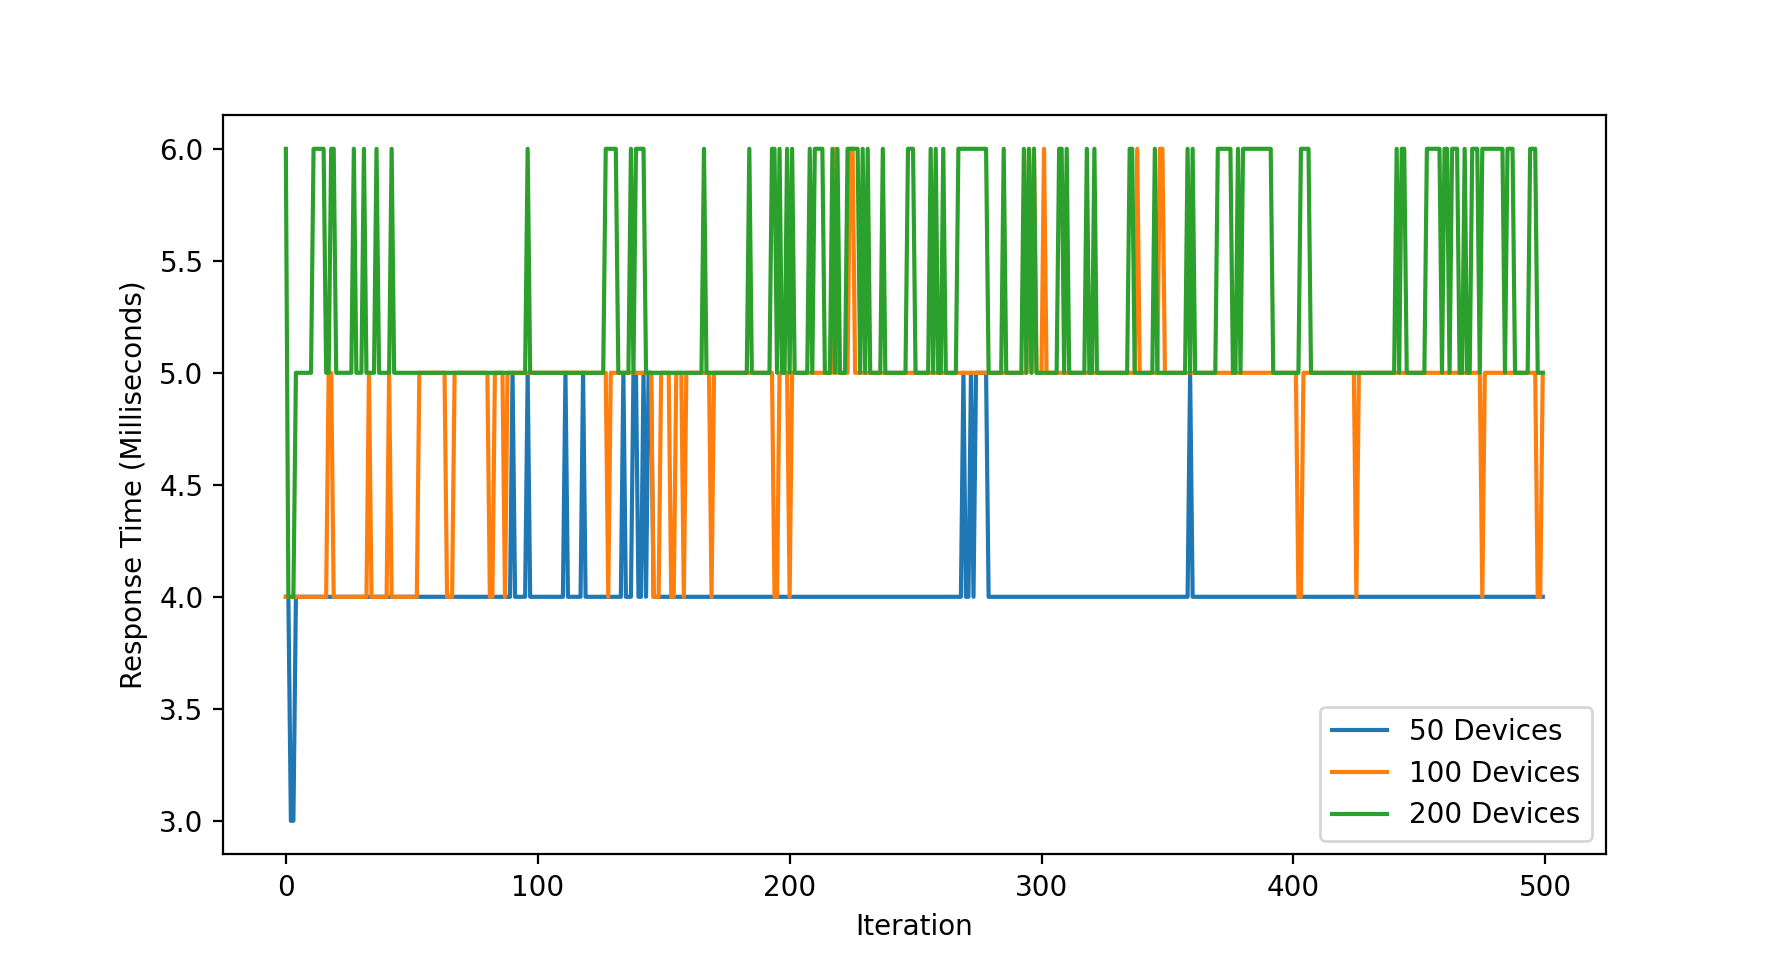 6.0
5.5
5.0
4.5
4.0
3.5
3.0
Response Time (Milliseconds)
0 100 200 300 400 500
Iteration
50 Devices
100 Devices
200 Devices